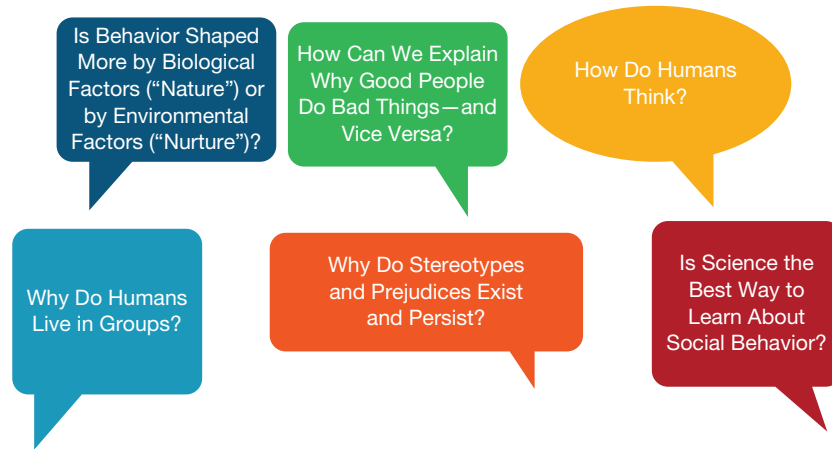 Is Behavior Shaped
More by Biological
Factors (“Nature”) or
by Environmental
Factors (“Nurture”)?
How Can We Explain
Why Good People
Do Bad Things—and
Vice Versa?
How Do Humans
Think?
Why Do Humans
Live in Groups?
Why Do Stereotypes
and Prejudices Exist
and Persist?
Is Science the
Best Way to
Learn About
Social Behavior?